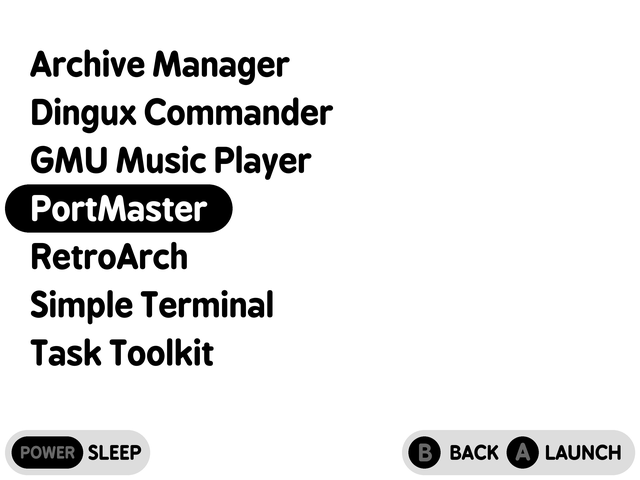 Archive Manager
Dingux Commander
GMU Music Player
PortMaster
RetroArch
Simple Terminal
Task Toolkit
POWER SLEEP
B BACK A LAUNCH